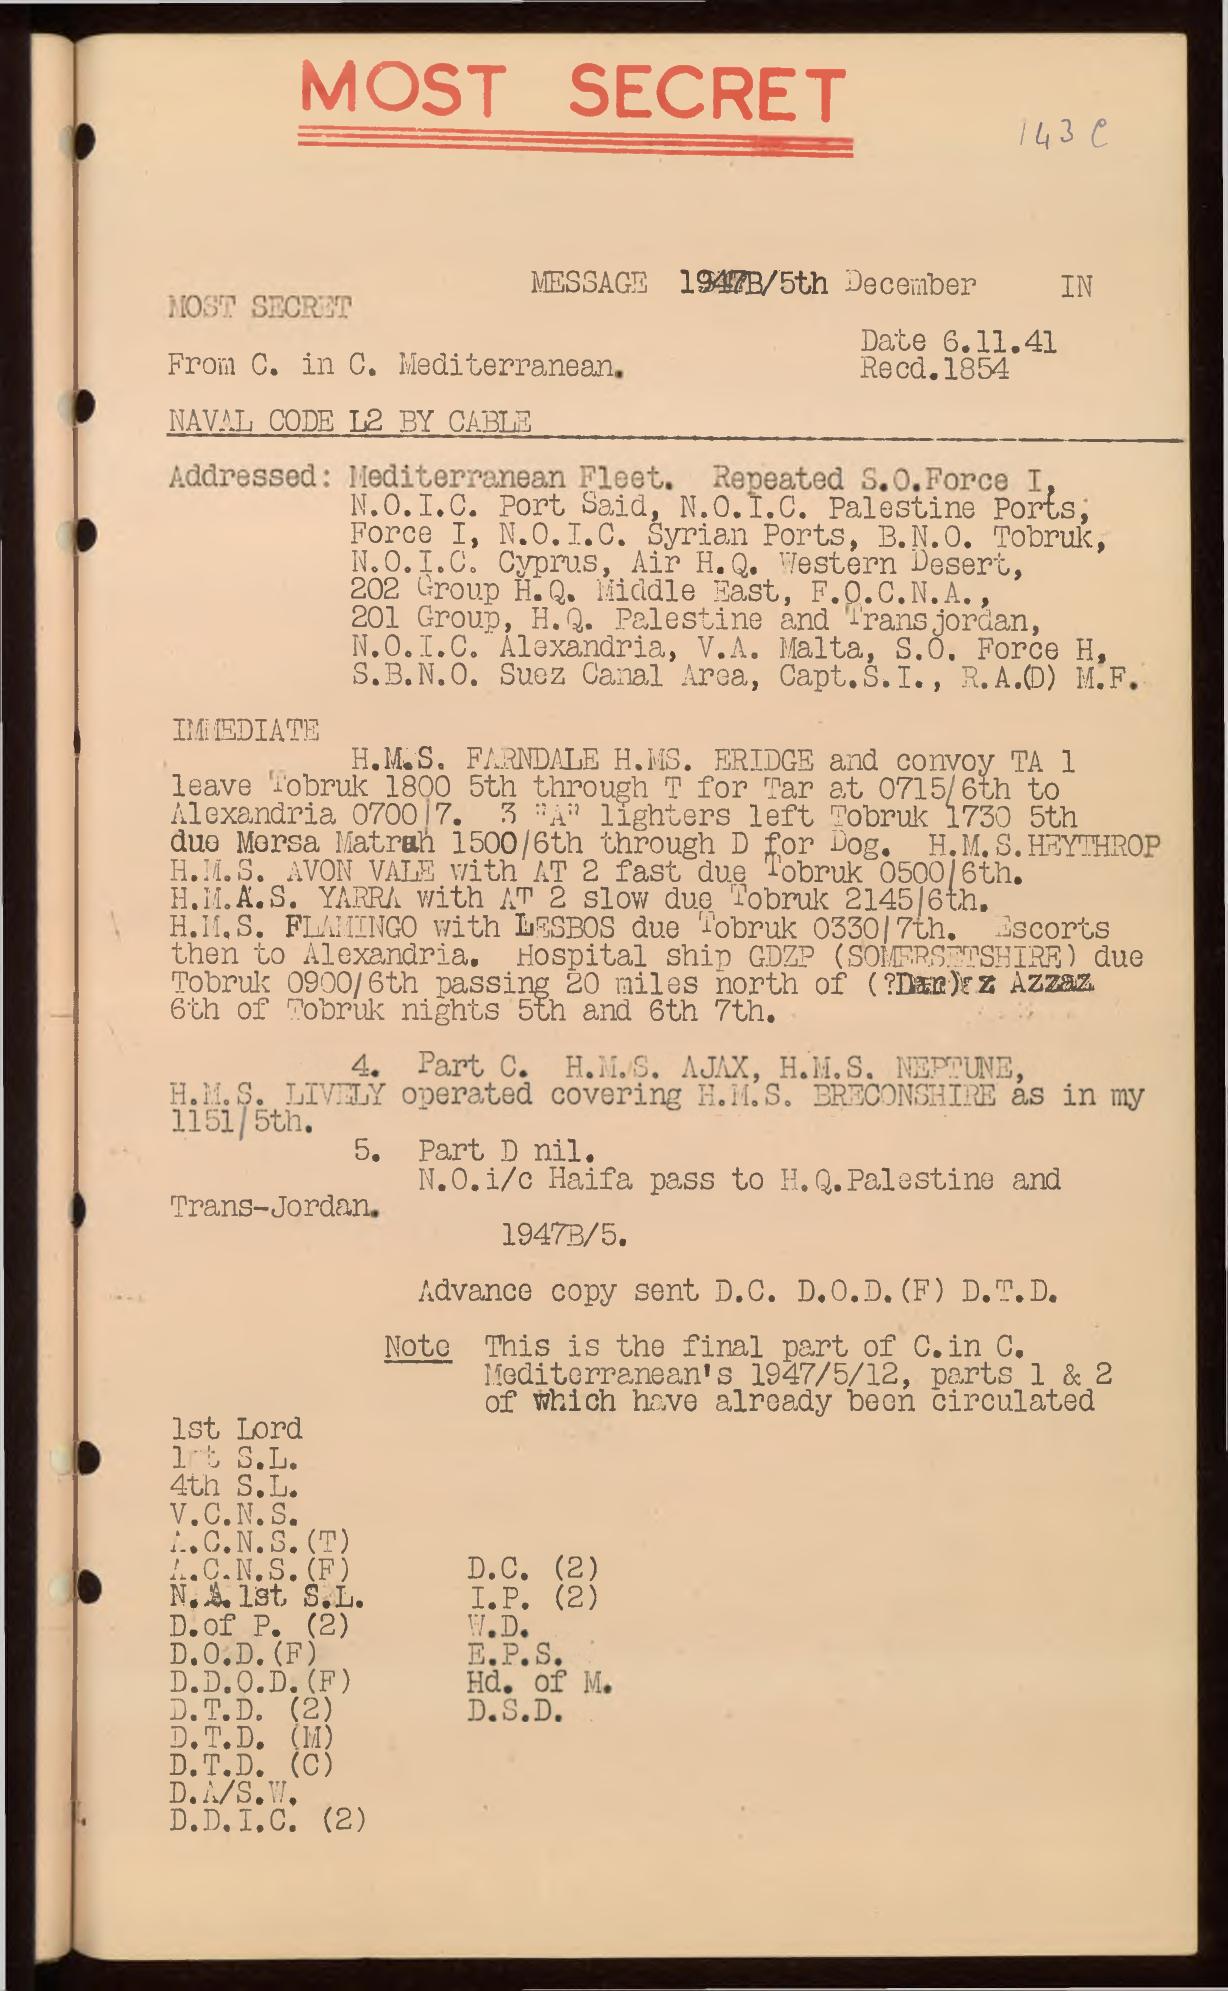 MOST SECRET
143 C
MESSAGE 1947B/5th December IN
MOST SECRET
Date 6.11.41
From C. in C. Mediterranean.
Recd.1854
NAVAL CODE L2 BY CABLE
Addressed: Mediterranean Fleet. Repeated S.O.Force I,
N.O.I.C. Port Said, N.O.I.C. Palestine Ports,
Force I, N.O.I.C. Syrian Ports, B.N.O. Tobruk,
N.O.I.C. Cyprus, Air H.Q. Western Desert,
202 Group H.Q. Middle East, F.O.C.N.A.,
201 Group, H.Q. Palestine and Transjordan,
N.O.I.C. Alexandria, V.A. Malta, S.O. Force H,
S.B.N.O. Suez Canal Area, Capt.S.I., R.A.(D) M.F.
IMMEDIATE
H.M.S. FARNDALE H.MS. ERIDGE and convoy TA 1
leave Tobruk 1800 5th through T for Tar at 0715/6th to
Alexandria 0700/7. 3 "A" lighters left Tobruk 1730 5th
due Mersa Matruh 1500/6th through D for Dog. H.M.S.HEYTHROP
H.M.S. AVON VALE with AT 2 fast due Tobruk 0500/6th.
H.M.A.S. YARRA with AT 2 slow due Tobruk 2145/6th.
H.M.S. FLAMINGO with LESBOS due Tobruk 0330/7th. Escorts
then to Alexandria. Hospital ship GDZP (SOMERSETSHIRE) due
Tobruk 0900/6th passing 20 miles north of Azzaz
6th of Tobruk nights 5th and 6th 7th.
4. Part C. H.M.S. AJAX, H.M.S. NEPTUNE,
H.M.S. LIVELY operated covering H.M.S. BRECONSHIRE as in my
1151/5th.
5. Part D nil.
N.O.i/c Haifa pass to H.Q.Palestine and
Trans-Jordan.
1947B/5.
Advance copy sent D.C. D.O.D.(F) D.T.D.
Note This is the final part of C.in C.
Mediterranean's 1947/5/12, parts 1 & 2
of which have already been circulated
1st Lord
1st S.L.
4th S.L.
V.C.N.S.
A.C.N.S.(T)
A.C.N.S.(F) D.C. (2)
N.A.1st S.L. I.P. (2)
D.of P. (2) W.D.
D.O.D.(F) E.P.S.
D.D.O.D.(F) Hd. of M.
D.T.D. (2) D.S.D.
D.T.D. (M)
D.T.D. (C)
D.A/S.W.
D.D.I.C. (2)